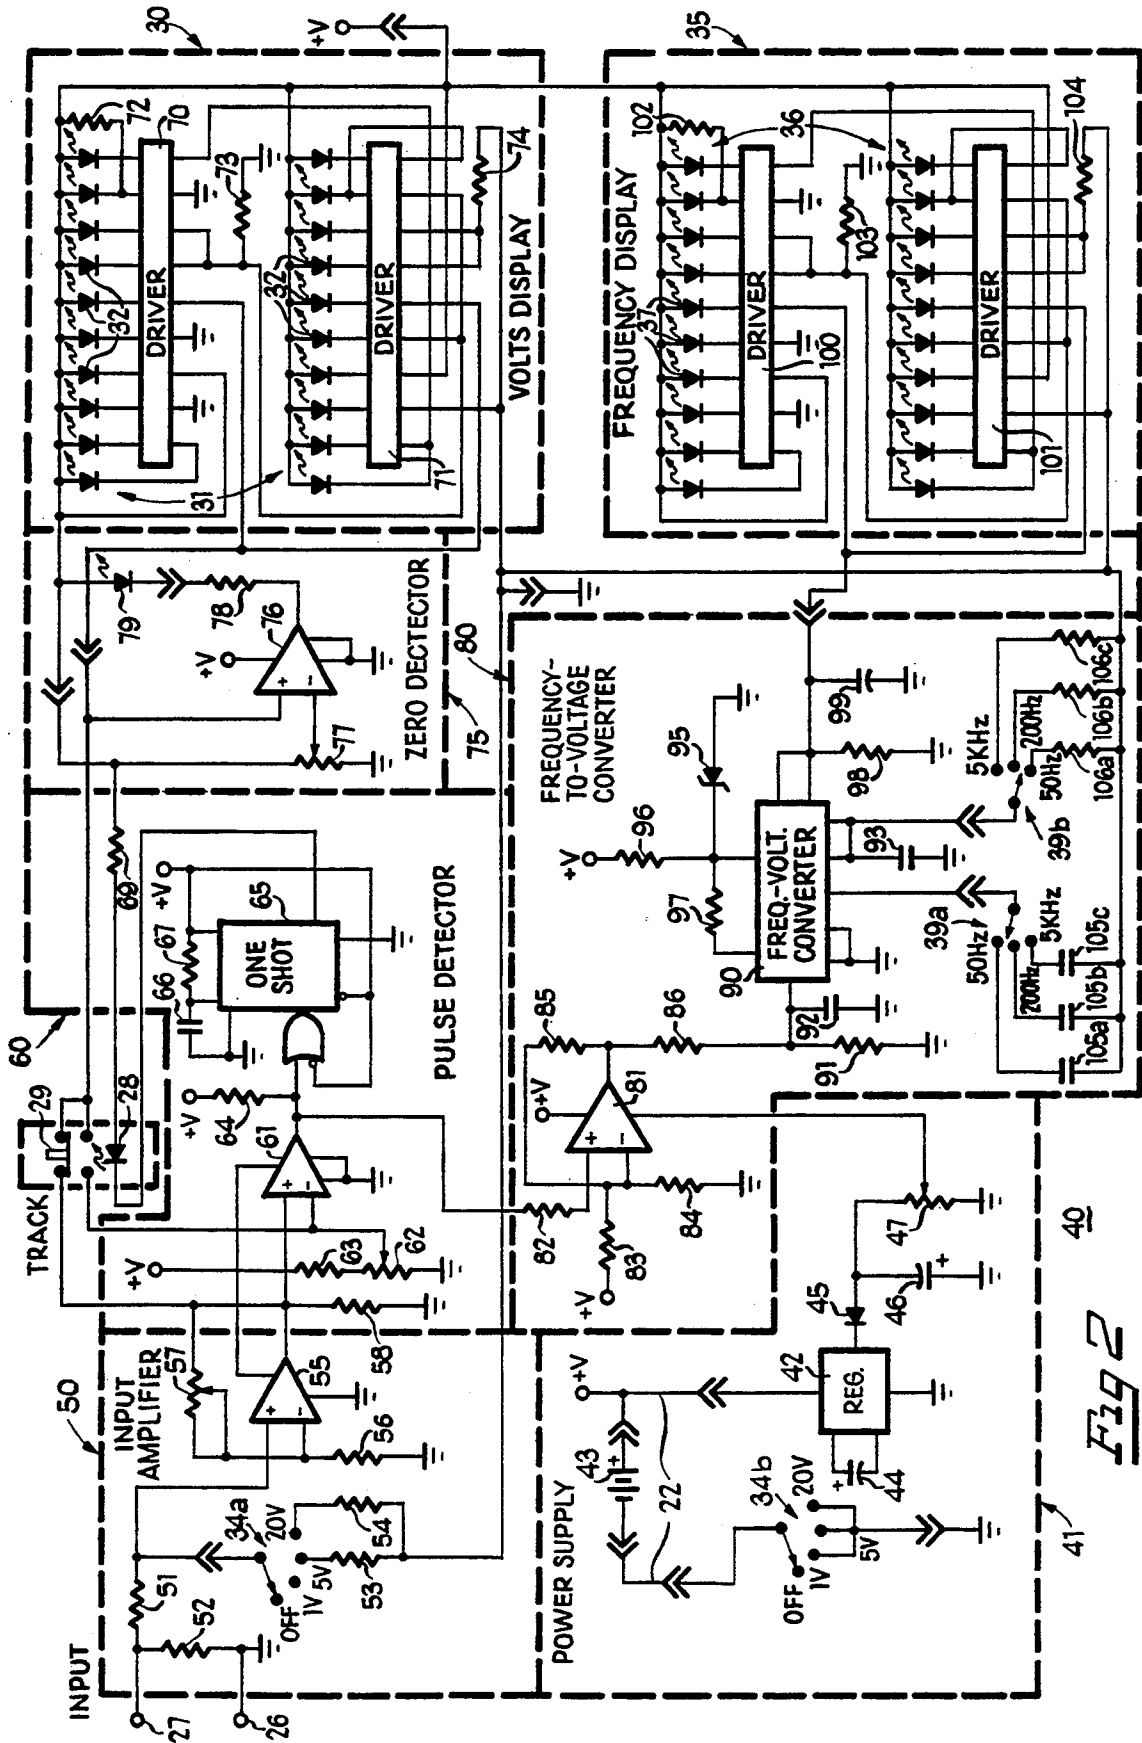 INPUT
27
26
51
52
50
INPUT
AMPLIFIER
57
55
56
58
34a
OFF
1V
5V
20V
53
54
TRACK
29
28
60
+V
63
62
61
+V
64
66
67
+V
65
ONE
SHOT
69
PULSE DETECTOR
79
78
+V
76
77
ZERO DECTECTOR
75
+V
30
72
70
DRIVER
73
32
31
32
DRIVER
71
74
VOLTS DISPLAY
35
FREQUENCY DISPLAY
102
36
37
DRIVER
100
103
DRIVER
101
104
80
FREQUENCY-
TO-VOLTAGE
CONVERTER
+V
96
95
97
90
FREQ.-VOLT.
CONVERTER
98
99
93
92
91
85
86
+V
81
82
83
84
+V
39a
50Hz
200Hz
5KHz
105a
105b
105c
39b
5KHz
200Hz
50Hz
106a
106b
106c
POWER SUPPLY
43
+
+V
22
34b
OFF
1V
5V
20V
42
REG.
44
+
45
46
+
47
41
40
Fig 2